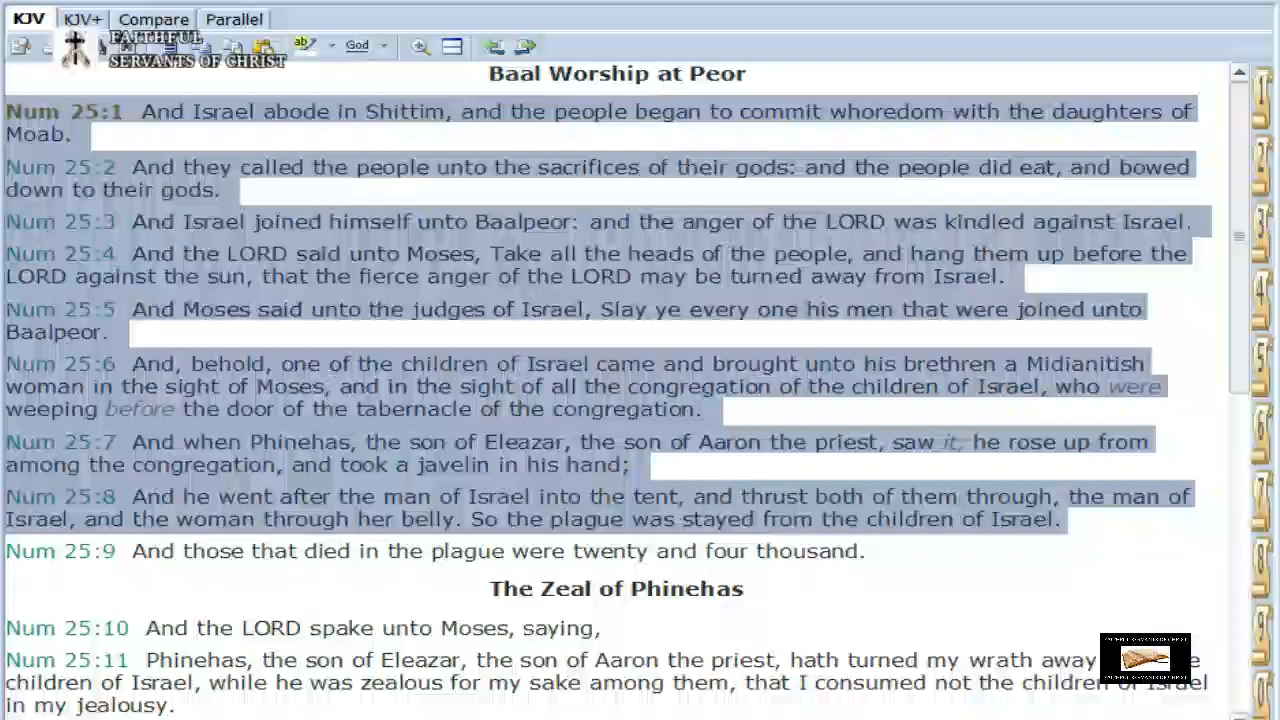 KJV KJV+ Compare Parallel
FAITHFUL
SERVANTS OF CHRIST
ab God
Baal Worship at Peor
Num 25:1 And Israel abode in Shittim, and the people began to commit whoredom with the daughters of
Moab.
Num 25:2 And they called the people unto the sacrifices of their gods: and the people did eat, and bowed
down to their gods.
Num 25:3 And Israel joined himself unto Baalpeor: and the anger of the LORD was kindled against Israel.
Num 25:4 And the LORD said unto Moses, Take all the heads of the people, and hang them up before the
LORD against the sun, that the fierce anger of the LORD may be turned away from Israel.
Num 25:5 And Moses said unto the judges of Israel, Slay ye every one his men that were joined unto
Baalpeor.
Num 25:6 And, behold, one of the children of Israel came and brought unto his brethren a Midianitish
woman in the sight of Moses, and in the sight of all the congregation of the children of Israel, who were
weeping before the door of the tabernacle of the congregation.
Num 25:7 And when Phinehas, the son of Eleazar, the son of Aaron the priest, saw it, he rose up from
among the congregation, and took a javelin in his hand;
Num 25:8 And he went after the man of Israel into the tent, and thrust both of them through, the man of
Israel, and the woman through her belly. So the plague was stayed from the children of Israel.
Num 25:9 And those that died in the plague were twenty and four thousand.
The Zeal of Phinehas
Num 25:10 And the LORD spake unto Moses, saying,
Num 25:11 Phinehas, the son of Eleazar, the son of Aaron the priest, hath turned my wrath away e
children of Israel, while he was zealous for my sake among them, that I consumed not the children of Israel
in my jealousy.
1
2
3
4
5
6
7
8
9